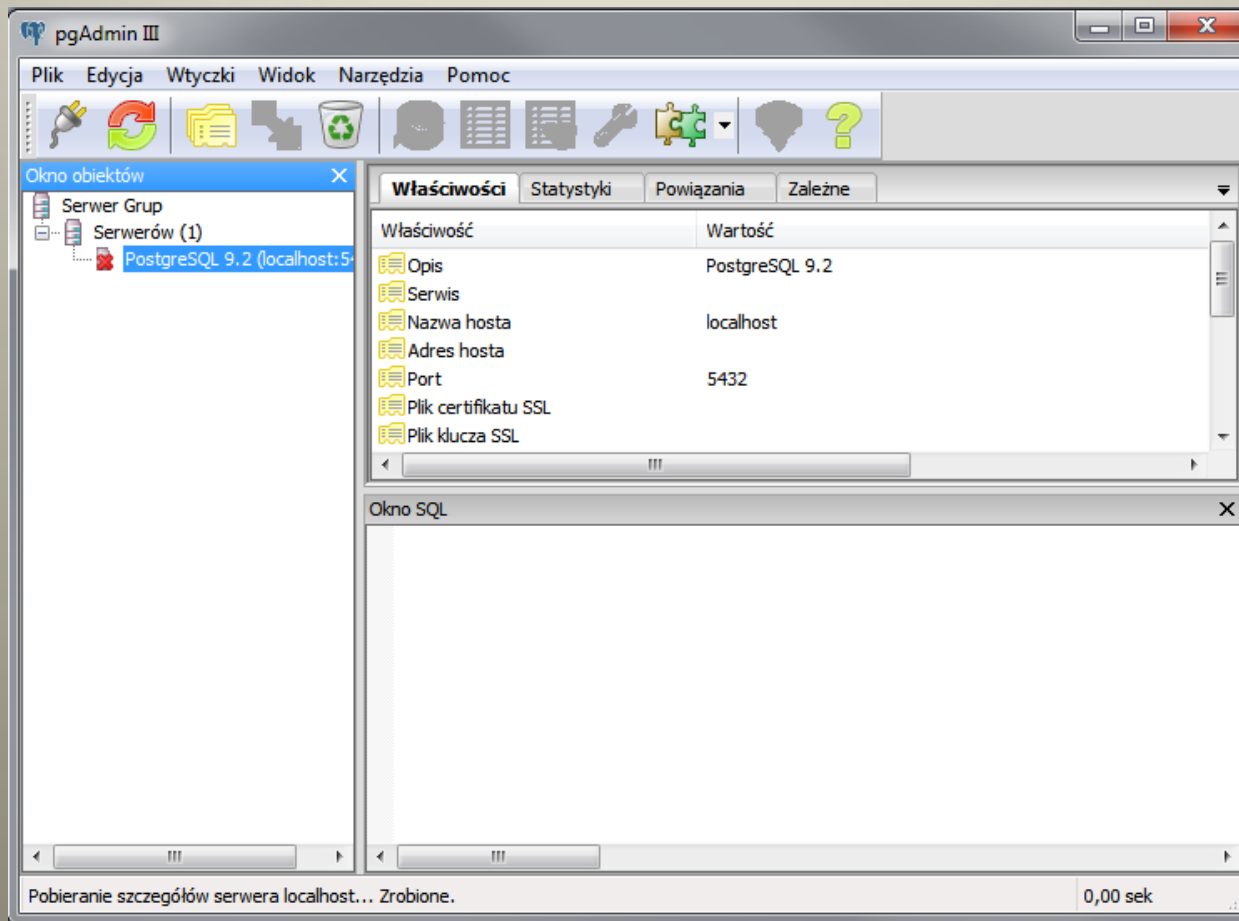 pgAdmin III
Plik Edycja Wtyczki Widok Narzędzia Pomoc
Okno obiektów
Serwer Grup
Serwerów (1)
PostgreSQL 9.2 (localhost:54
Właściwości Statystyki Powiązania Zależne
Właściwość Wartość
Opis PostgreSQL 9.2
Serwis
Nazwa hosta localhost
Adres hosta
Port 5432
Plik certifikatu SSL
Plik klucza SSL
Okno SQL
Pobieranie szczegółów serwera localhost... Zrobione. 0,00 sek